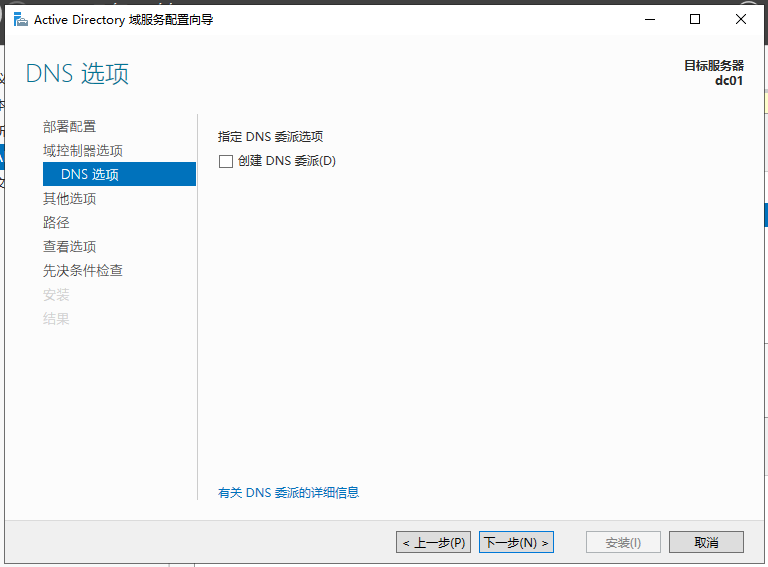 Active Directory 域服务配置向导
DNS 选项
目标服务器
dc01
部署配置
域控制器选项
DNS 选项
其他选项
路径
查看选项
先决条件检查
安装
结果
指定 DNS 委派选项
创建 DNS 委派(D)
有关 DNS 委派的详细信息
< 上一步(P)
下一步(N) >
安装(I)
取消